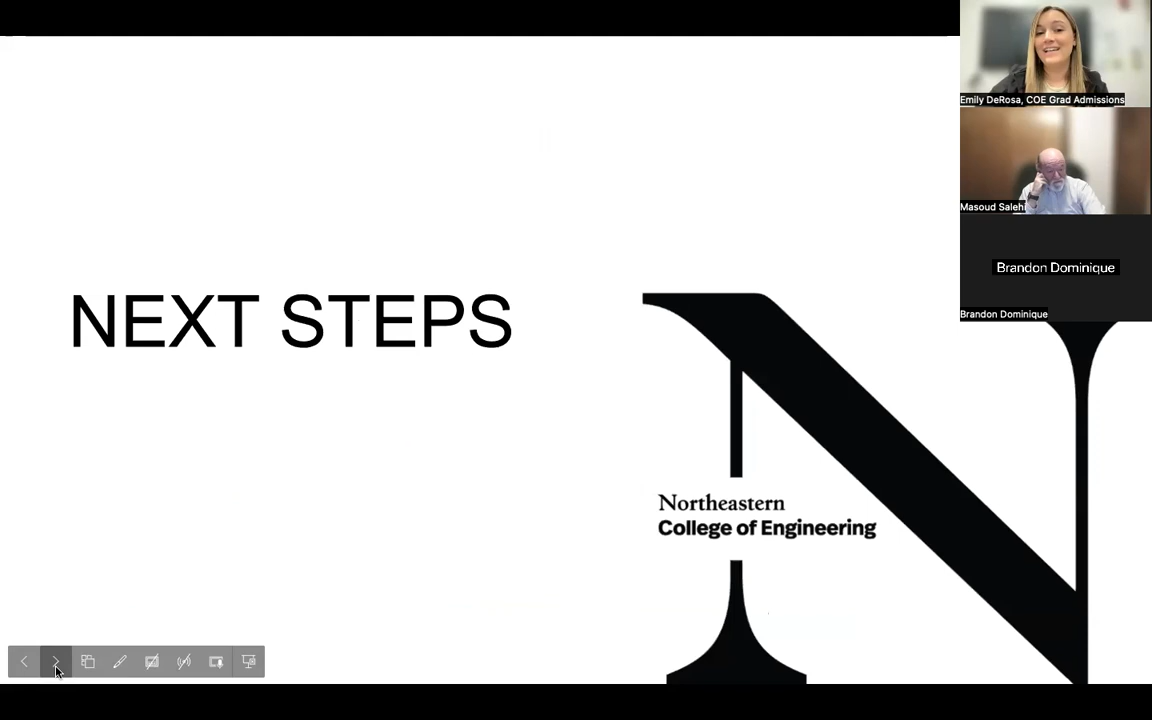 Emily DeRosa, COE Grad Admissions
Masoud Salehi
Brandon Dominique
Brandon Dominique
NEXT STEPS
Northeastern
College of Engineering